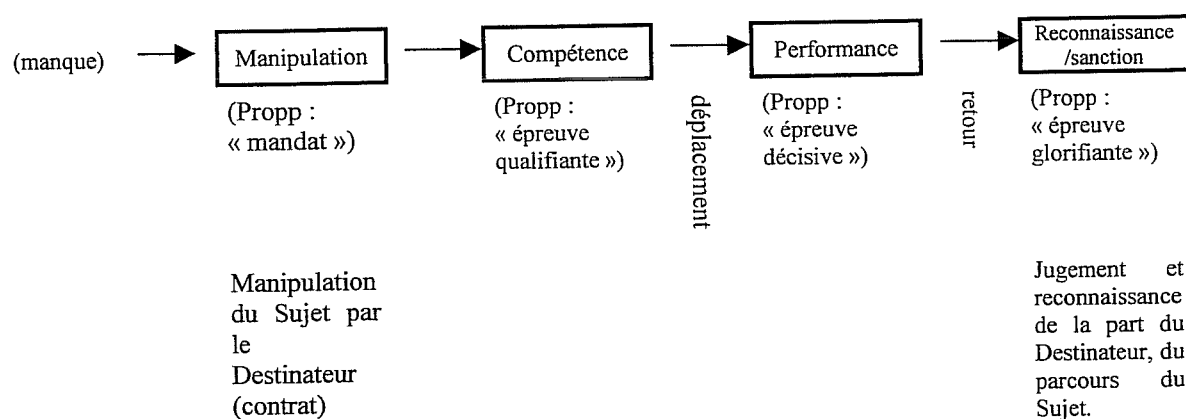 (manque)
Manipulation
Compétence
Performance
Reconnaissance
/sanction
(Propp :
« mandat »)
(Propp :
« épreuve
qualifiante »)
déplacement
(Propp :
« épreuve
décisive »)
retour
(Propp :
« épreuve
glorifiante »)
Manipulation
du Sujet par
le
Destinateur
(contrat)
Jugement et
reconnaissance
de la part du
Destinateur, du
parcours du
Sujet.